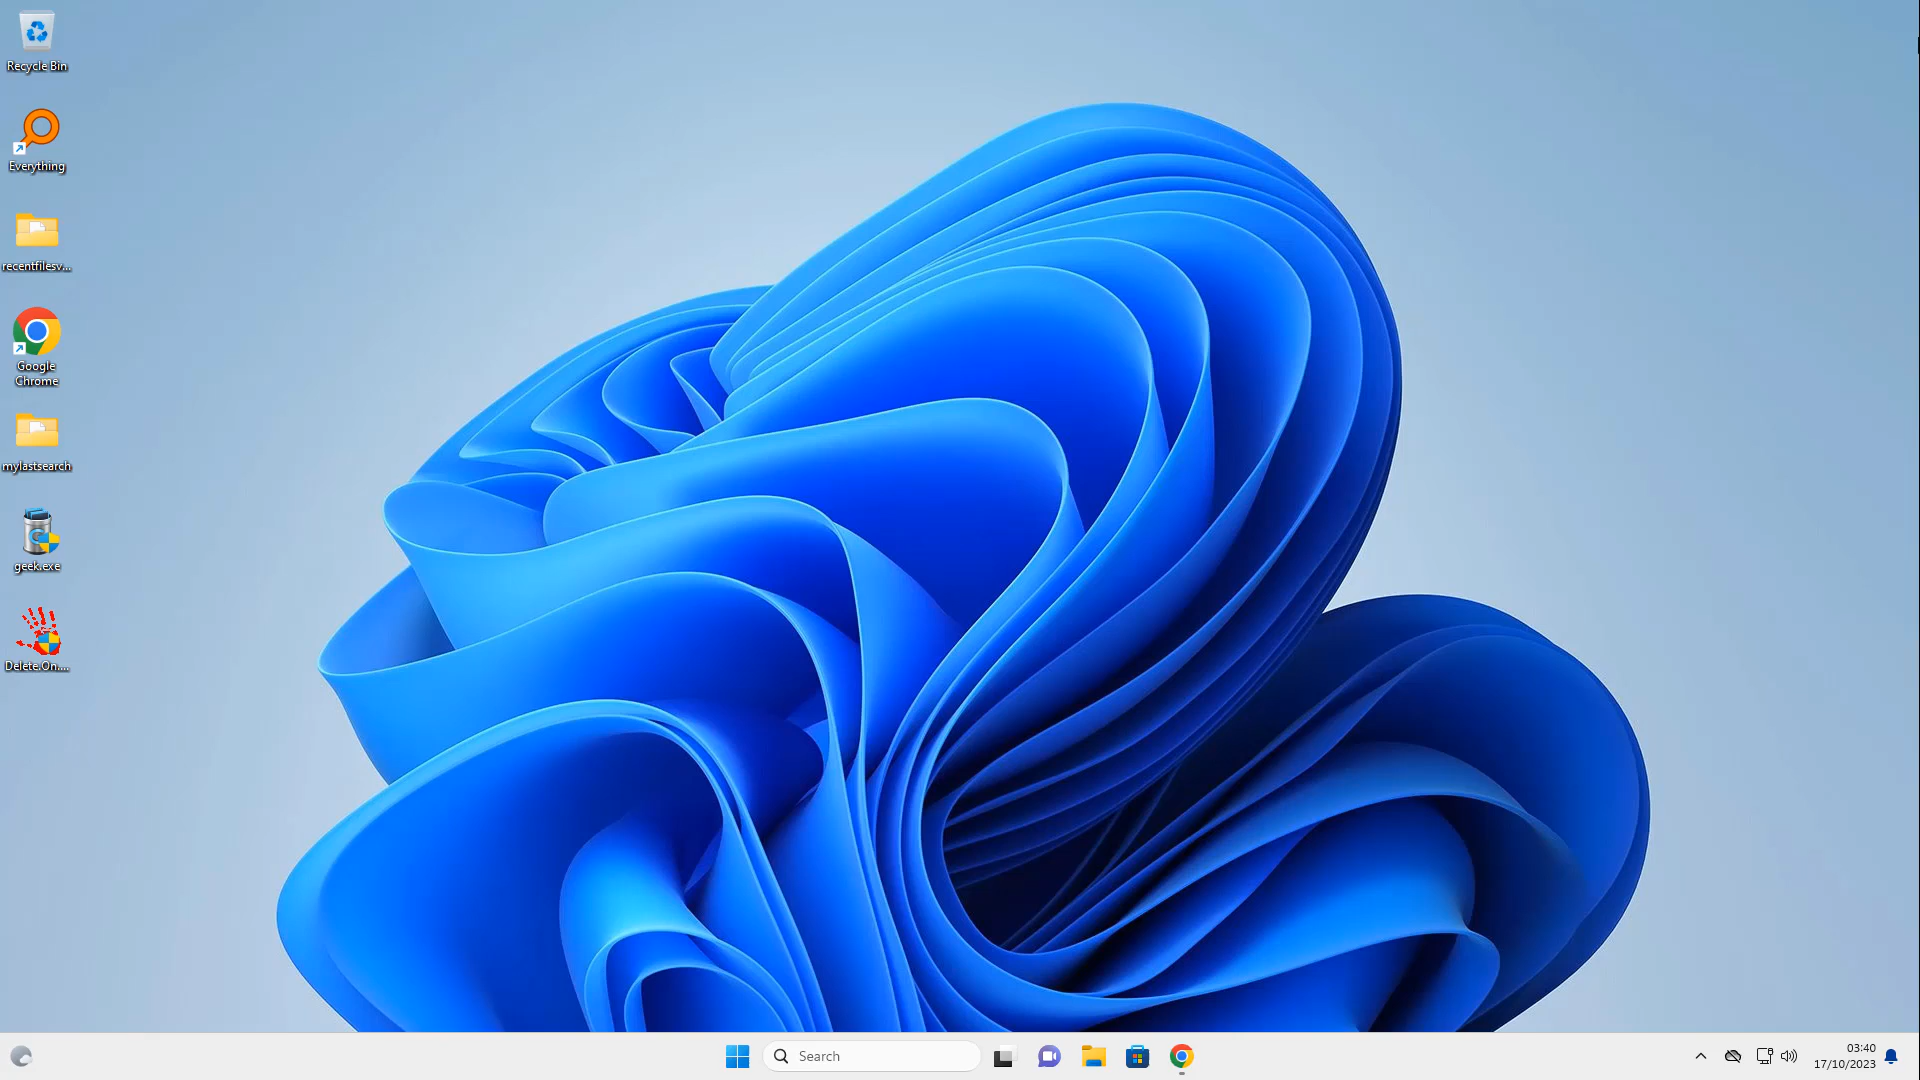 Recycle Bin
Everything
recentfilesv...
Google
Chrome
mylastsearch
geek.exe
Delete.On....
Search
03:40
17/10/2023